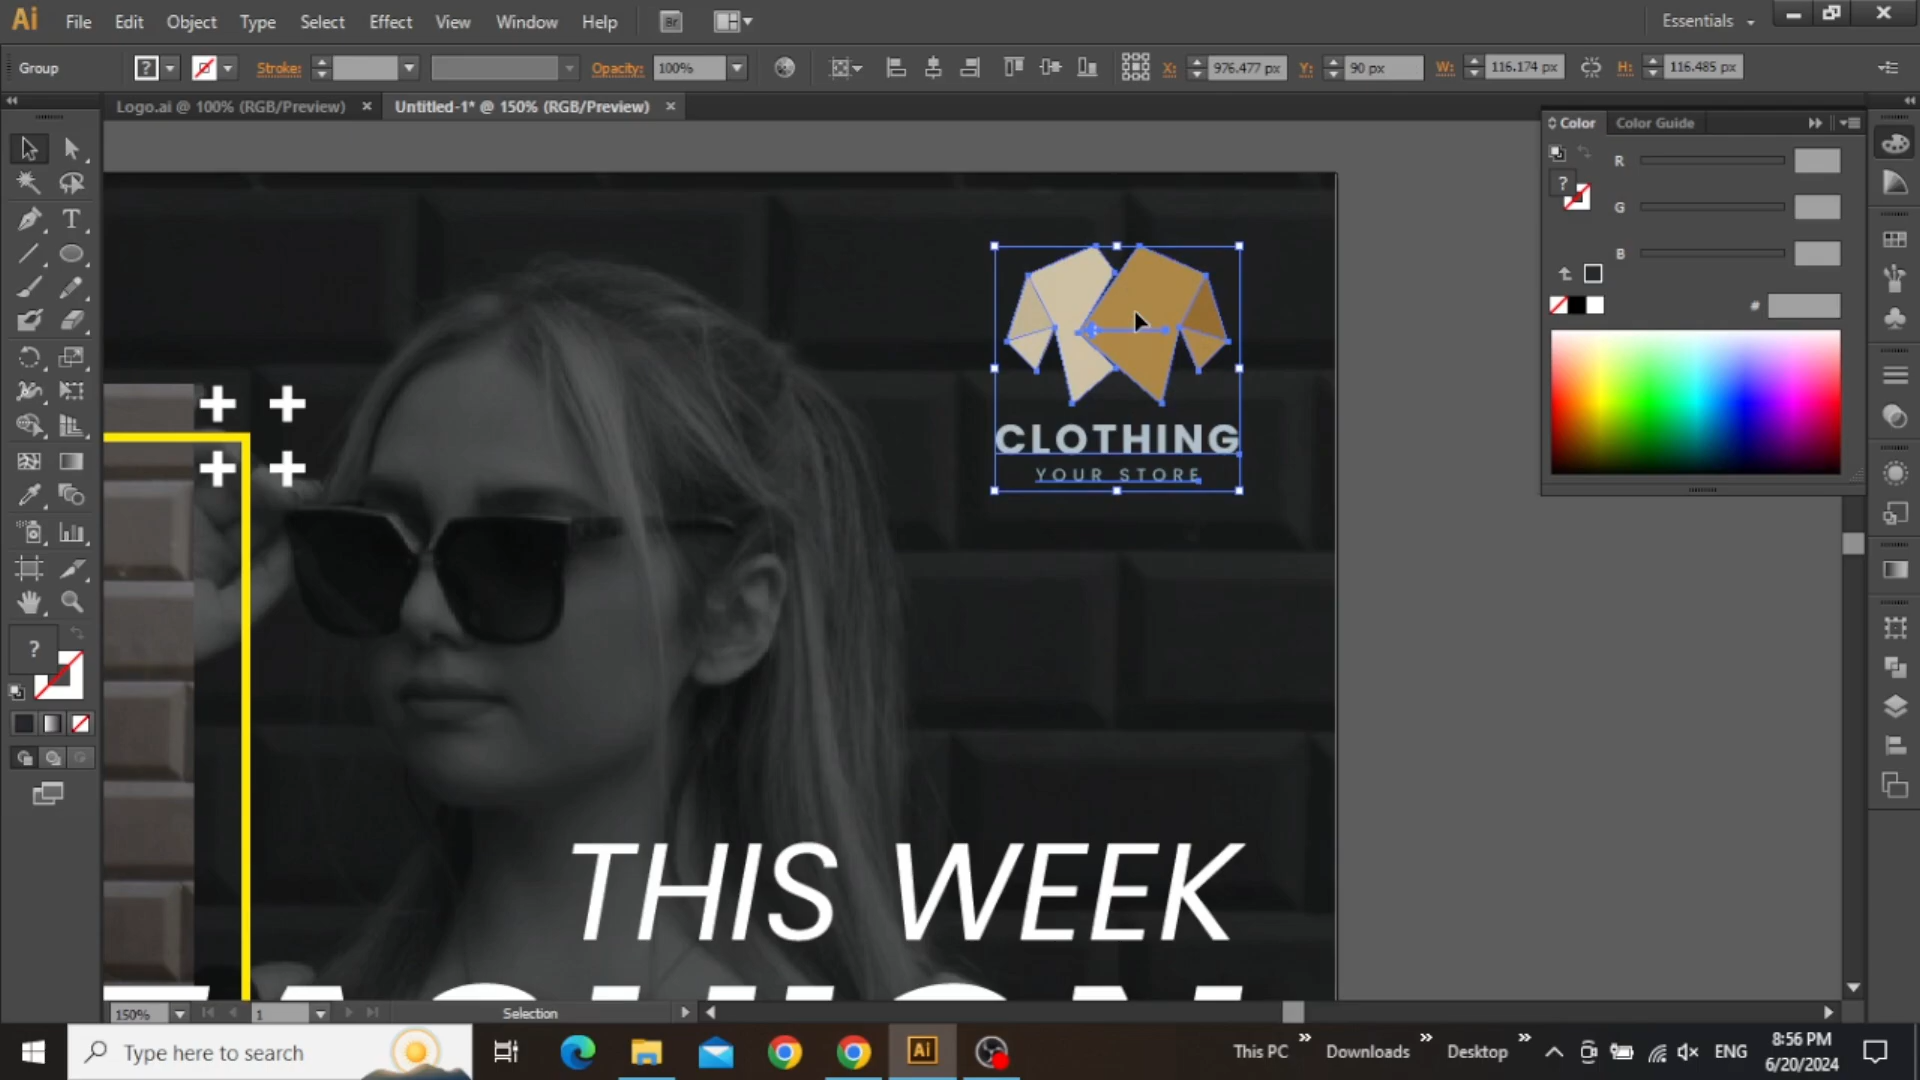 Ai File Edit Object Type Select Effect View Window Help Br Essentials
Group Stroke: Opacity: 100% X: 976.477 px Y: 90 px W: 116.174 px H: 116.485 px
Logo.ai @ 100% (RGB/Preview) Untitled-1* @ 150% (RGB/Preview)
Color Color Guide
R
G
B
#
CLOTHING
YOUR STORE
THIS WEEK
150% 1 Selection
Type here to search Ai This PC Downloads Desktop ENG 8:56 PM
6/20/2024